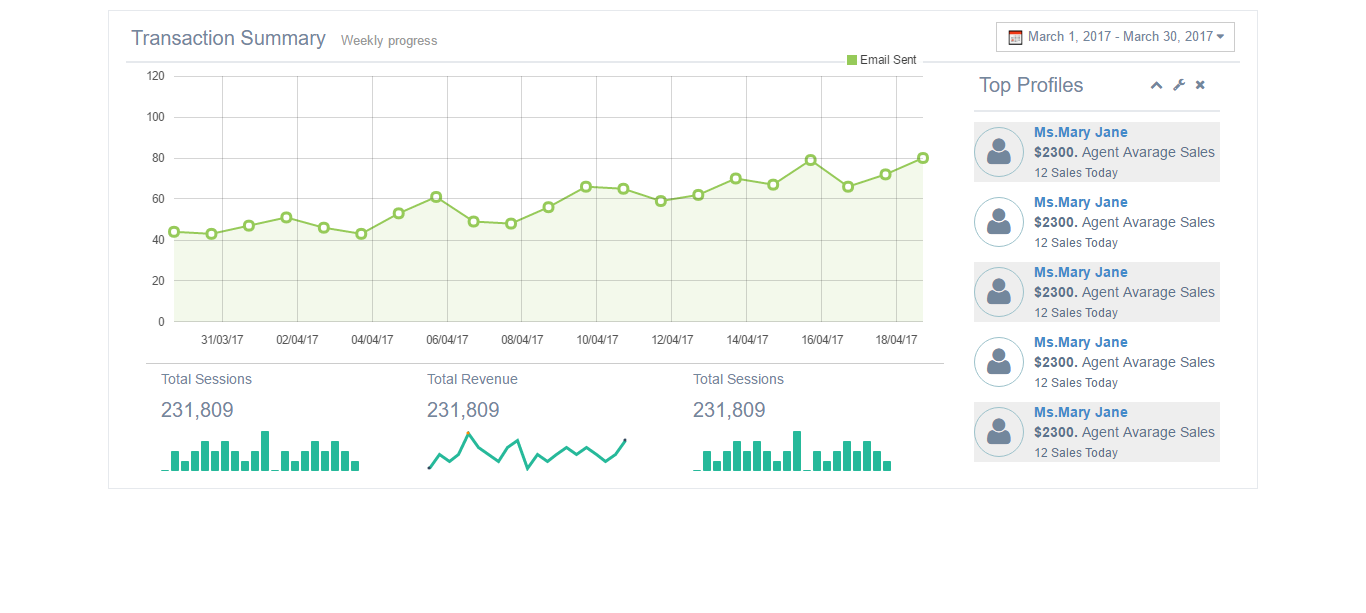 Transaction Summary Weekly progress
March 1, 2017 - March 30, 2017
Email Sent
120
100
80
60
40
20
0
31/03/17 02/04/17 04/04/17 06/04/17 08/04/17 10/04/17 12/04/17 14/04/17 16/04/17 18/04/17
Total Sessions
231,809
Total Revenue
231,809
Total Sessions
231,809
Top Profiles
Ms.Mary Jane
$2300. Agent Avarage Sales
12 Sales Today
Ms.Mary Jane
$2300. Agent Avarage Sales
12 Sales Today
Ms.Mary Jane
$2300. Agent Avarage Sales
12 Sales Today
Ms.Mary Jane
$2300. Agent Avarage Sales
12 Sales Today
Ms.Mary Jane
$2300. Agent Avarage Sales
12 Sales Today